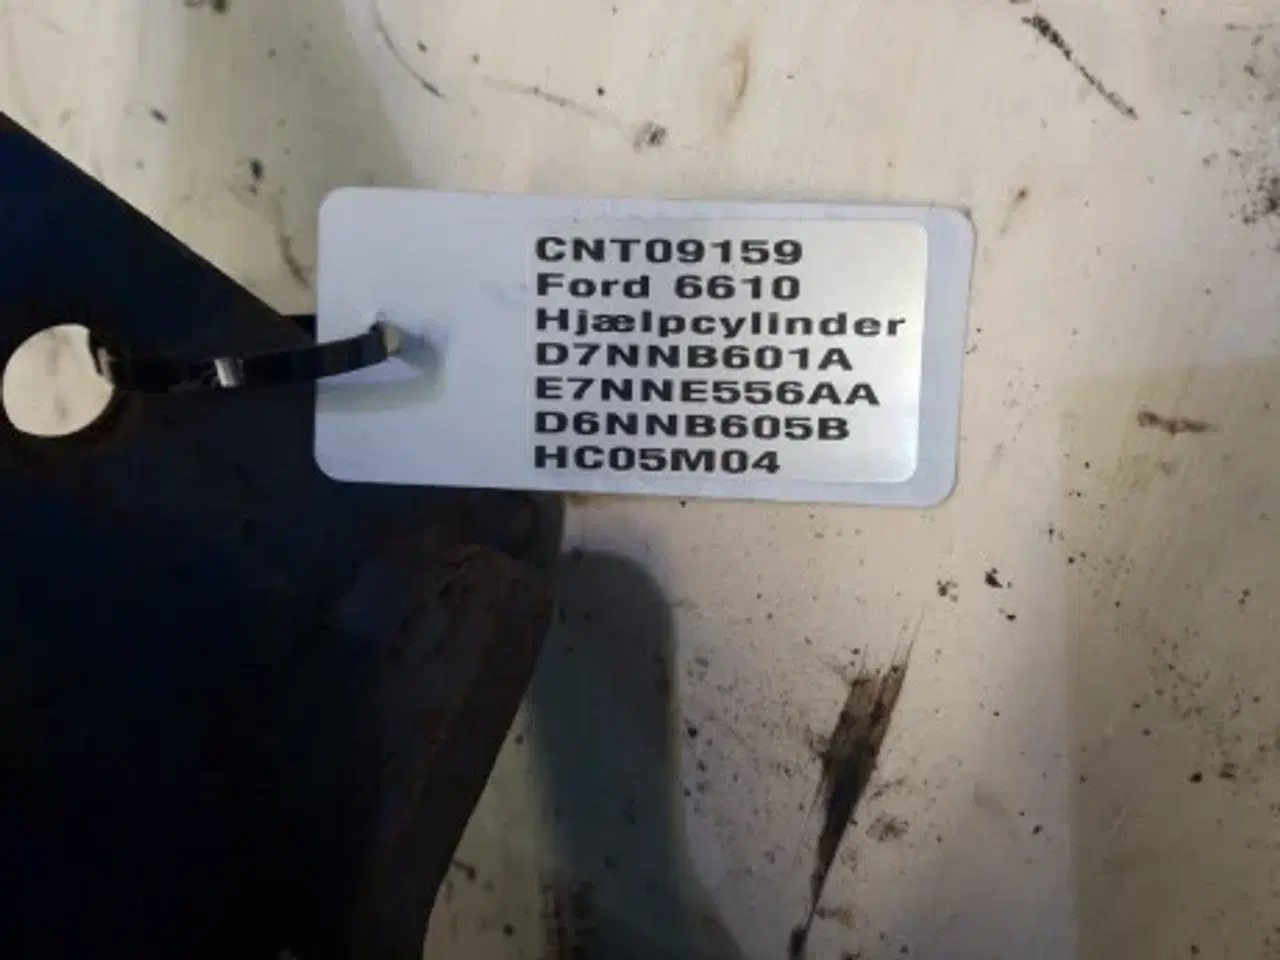 CNT09159
Ford 6610
Hjælpcylinder
D7NNB601A
E7NNE556AA
D6NNB605B
HC05M04